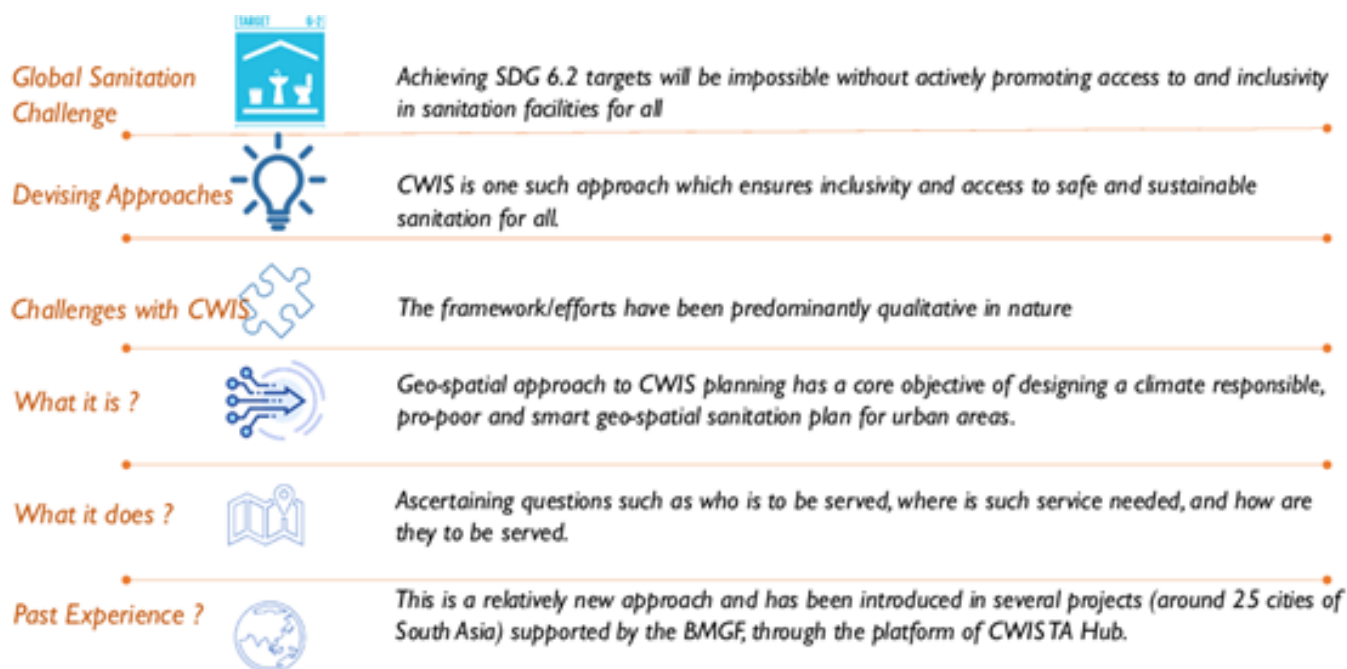 TARGET 6-2
Global Sanitation
Challenge
Achieving SDG 6.2 targets will be impossible without actively promoting access to and inclusivity
in sanitation facilities for all
Devising Approaches
CWIS is one such approach which ensures inclusivity and access to safe and sustainable
sanitation for all.
Challenges with CWIS
The framework/efforts have been predominantly qualitative in nature
What it is ?
Geo-spatial approach to CWIS planning has a core objective of designing a climate responsible,
pro-poor and smart geo-spatial sanitation plan for urban areas.
What it does ?
Ascertaining questions such as who is to be served, where is such service needed, and how are
they to be served.
Past Experience ?
This is a relatively new approach and has been introduced in several projects (around 25 cities of
South Asia) supported by the BMGF, through the platform of CWIS TA Hub.